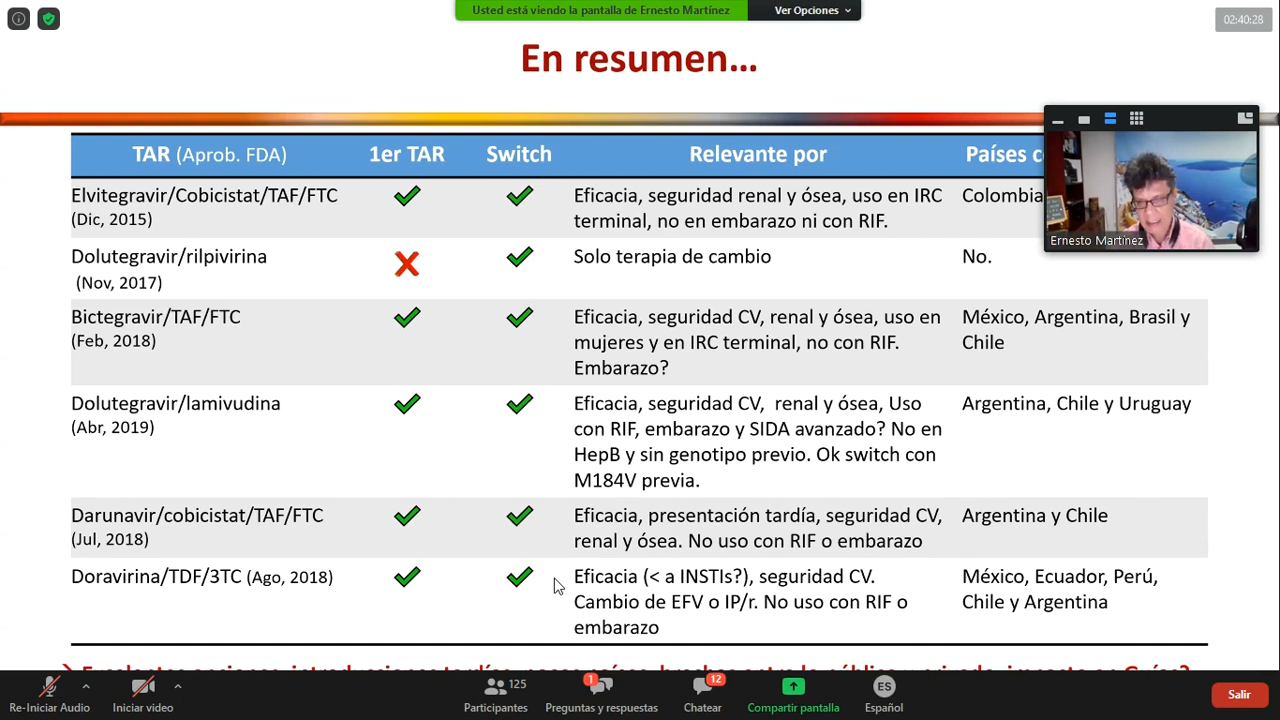 Usted está viendo la pantalla de Ernesto Martínez
Ver Opciones
02:40:28
En resumen...
TAR (Aprob. FDA)
1er TAR
Switch
Relevante por
Países c
Ernesto Martínez
Elvitegravir/Cobicistat/TAF/FTC
(Dic, 2015)
Eficacia, seguridad renal y ósea, uso en IRC
terminal, no en embarazo ni con RIF.
Colombia
Dolutegravir/rilpivirina
(Nov, 2017)
Solo terapia de cambio
No.
Bictegravir/TAF/FTC
(Feb, 2018)
Eficacia, seguridad CV, renal y ósea, uso en
mujeres y en IRC terminal, no con RIF.
Embarazo?
México, Argentina, Brasil y
Chile
Dolutegravir/lamivudina
(Abr, 2019)
Eficacia, seguridad CV, renal y ósea, Uso
con RIF, embarazo y SIDA avanzado? No en
HepB y sin genotipo previo. Ok switch con
M184V previa.
Argentina, Chile y Uruguay
Darunavir/cobicistat/TAF/FTC
(Jul, 2018)
Eficacia, presentación tardía, seguridad CV,
renal y ósea. No uso con RIF o embarazo
Argentina y Chile
Doravirina/TDF/3TC (Ago, 2018)
Eficacia (< a INSTIs?), seguridad CV.
Cambio de EFV o IP/r. No uso con RIF o
embarazo
México, Ecuador, Perú,
Chile y Argentina
Re-Iniciar Audio
Iniciar video
125
Participantes
1
Preguntas y respuestas
12
Chatear
Compartir pantalla
ES
Español
Salir